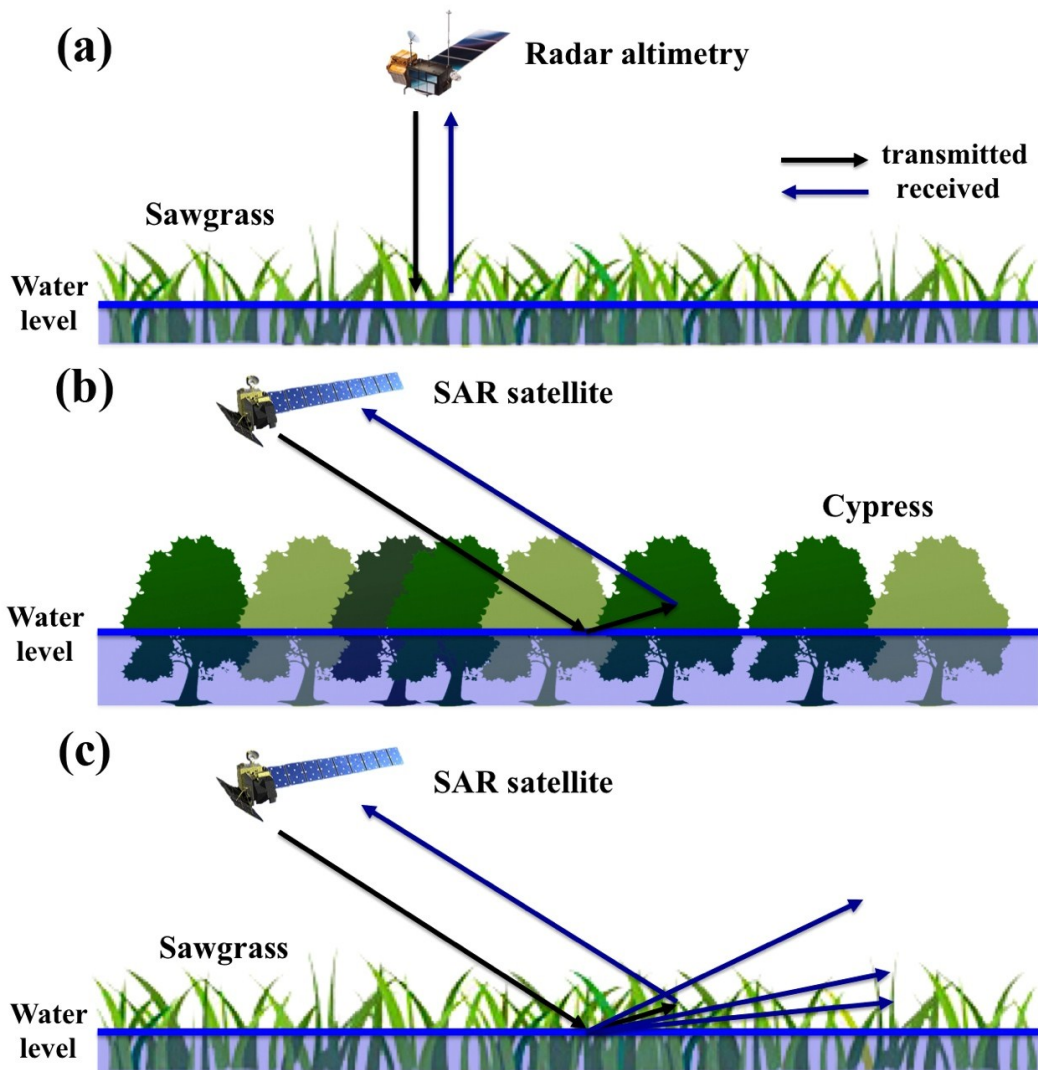 (a)
Radar altimetry
transmitted
received
Sawgrass
Water
level
(b)
SAR satellite
Cypress
Water
level
(c)
SAR satellite
Sawgrass
Water
level